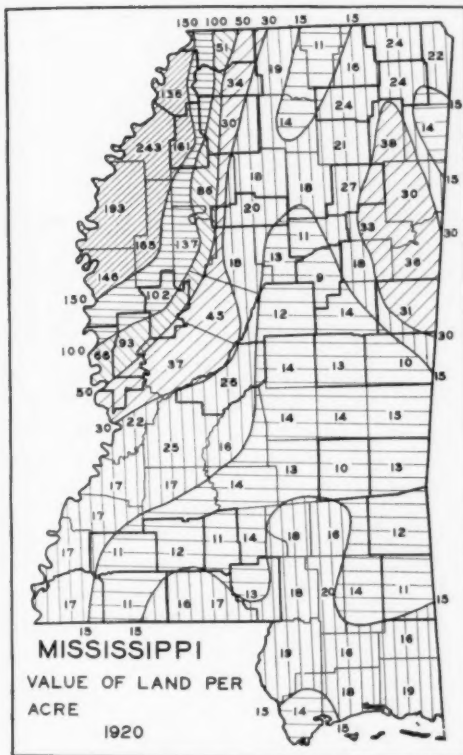 150 100 50 30 15 15
51 19 11 16 24 22
136 34 24
14 24 15
243 161 30 21 38 14
18 15
193 86 18 27 30
20 33 30
165 137 11
146 18 13 18 36
9
150 102 45 12 14 31
100 66 93 30
37 14 13 10 15
50 26
30 22 14 14 15
25 16
17 17 13 10 13
17 14
12
17 11 12 11 14 18 16
17 11 16 17 13 18 20 14 11 15
15 15
MISSISSIPPI 19 16 16
VALUE OF LAND PER 18 19
ACRE 15 14 15
1920